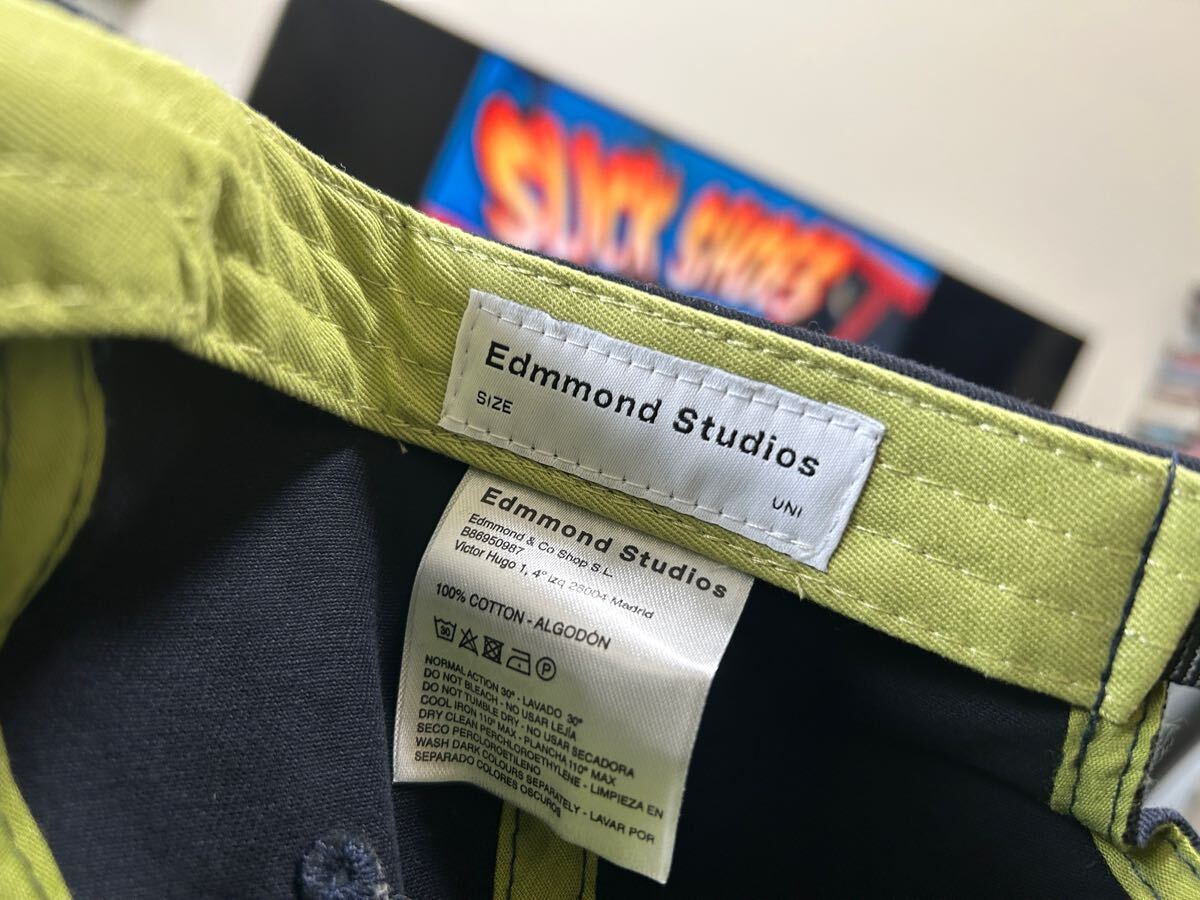 SLICK SHOES
Edmmond Studios
SIZE
UNI
Edmmond Studios
Edmmond & Co Shop S.L.
B86950987
Victor Hugo 1, 4º izq 28004 Madrid
100% COTTON - ALGODÓN
30
P
NORMAL ACTION 30º - LAVADO 30º
DO NOT BLEACH - NO USAR LEJÍA
DO NOT TUMBLE DRY - NO USAR SECADORA
COOL IRON 110º MAX - PLANCHA 110º MAX
DRY CLEAN PERCHLOROETHYLENE - LIMPIEZA EN
SECO PERCLOROETILENO
WASH DARK COLOURS SEPARATELY - LAVAR POR
SEPARADO COLORES OSCUROS